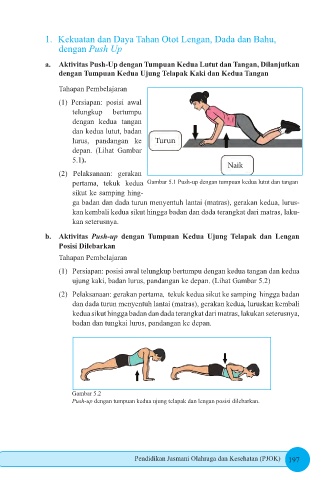 1. Kekuatan dan Daya Tahan Otot Lengan, Dada dan Bahu,
dengan Push Up
a. Aktivitas Push-Up dengan Tumpuan Kedua Lutut dan Tangan, Dilanjutkan
dengan Tumpuan Kedua Ujung Telapak Kaki dan Kedua Tangan
Tahapan Pembelajaran
(1) Persiapan: posisi awal
telungkup bertumpu
dengan kedua tangan
dan kedua lutut, badan
lurus, pandangan ke
depan. (Lihat Gambar
5.1).
Turun
Naik
Gambar 5.1 Push-up dengan tumpuan kedua lutut dan tangan
(2) Pelaksanaan: gerakan
pertama, tekuk kedua
sikut ke samping hing-
ga badan dan dada turun menyentuh lantai (matras), gerakan kedua, lurus-
kan kembali kedua sikut hingga badan dan dada terangkat dari matras, laku-
kan seterusnya.
b. Aktivitas Push-up dengan Tumpuan Kedua Ujung Telapak dan Lengan
Posisi Dilebarkan
Tahapan Pembelajaran
(1) Persiapan: posisi awal telungkup bertumpu dengan kedua tangan dan kedua
ujung kaki, badan lurus, pandangan ke depan. (Lihat Gambar 5.2)
(2) Pelaksanaan: gerakan pertama, tekuk kedua sikut ke samping hingga badan
dan dada turun menyentuh lantai (matras), gerakan kedua, luruskan kembali
kedua sikut hingga badan dan dada terangkat dari matras, lakukan seterusnya,
badan dan tungkai lurus, pandangan ke depan.
Gambar 5.2
Push-up dengan tumpuan kedua ujung telapak dan lengan posisi dilebarkan.
Pendidikan Jasmani Olahraga dan Kesehatan (PJOK) 197